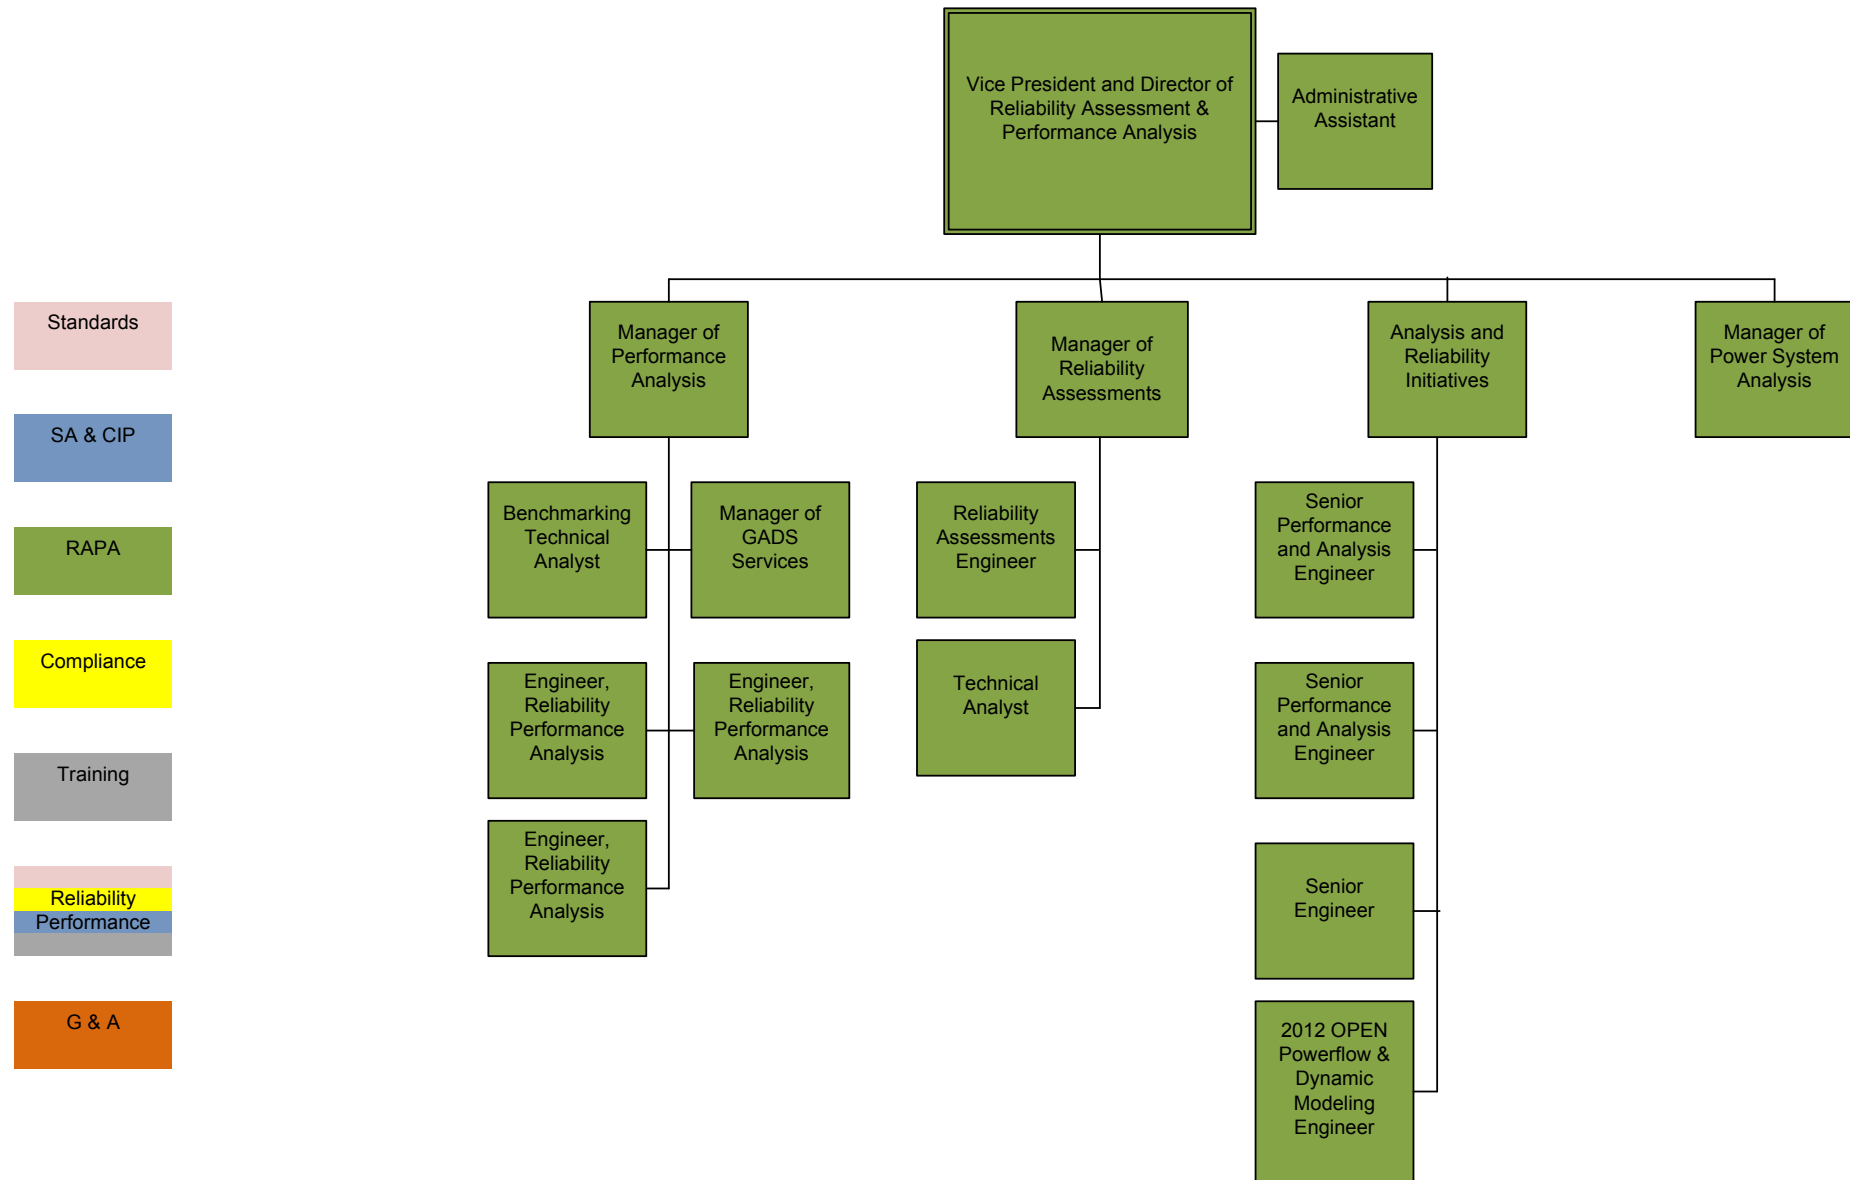 Vice President and Director of
Reliability Assessment &
Performance Analysis
Administrative
Assistant
Standards
SA & CIP
RAPA
Compliance
Training
Reliability
Performance
G & A
Manager of
Performance
Analysis
Manager of
Reliability
Assessments
Analysis and
Reliability
Initiatives
Manager of
Power System
Analysis
Benchmarking
Technical
Analyst
Manager of
GADS
Services
Engineer,
Reliability
Performance
Analysis
Engineer,
Reliability
Performance
Analysis
Engineer,
Reliability
Performance
Analysis
Reliability
Assessments
Engineer
Technical
Analyst
Senior
Performance
and Analysis
Engineer
Senior
Performance
and Analysis
Engineer
Senior
Engineer
2012 OPEN
Powerflow &
Dynamic
Modeling
Engineer